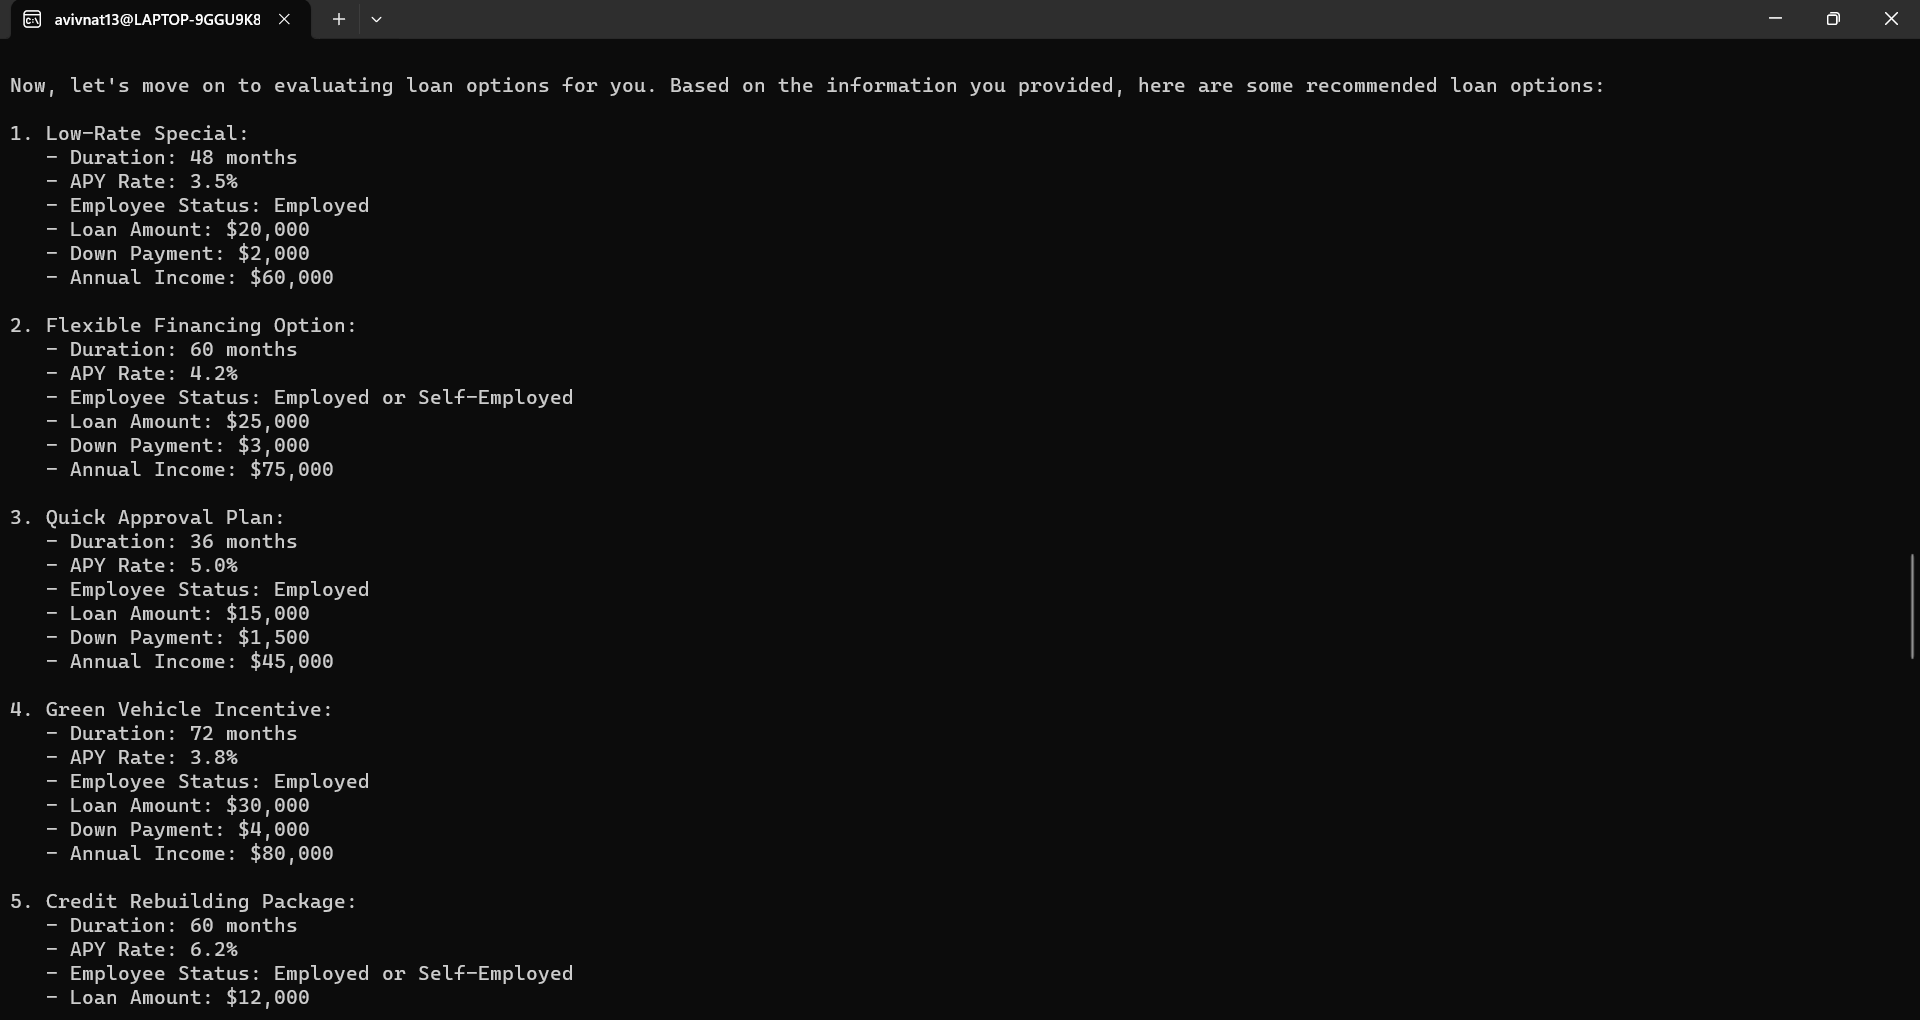 avivnat13@LAPTOP-9GGU9K8
Now, let's move on to evaluating loan options for you. Based on the information you provided, here are some recommended loan options:
1. Low-Rate Special:
- Duration: 48 months
- APY Rate: 3.5%
- Employee Status: Employed
- Loan Amount: $20,000
- Down Payment: $2,000
- Annual Income: $60,000
2. Flexible Financing Option:
- Duration: 60 months
- APY Rate: 4.2%
- Employee Status: Employed or Self-Employed
- Loan Amount: $25,000
- Down Payment: $3,000
- Annual Income: $75,000
3. Quick Approval Plan:
- Duration: 36 months
- APY Rate: 5.0%
- Employee Status: Employed
- Loan Amount: $15,000
- Down Payment: $1,500
- Annual Income: $45,000
4. Green Vehicle Incentive:
- Duration: 72 months
- APY Rate: 3.8%
- Employee Status: Employed
- Loan Amount: $30,000
- Down Payment: $4,000
- Annual Income: $80,000
5. Credit Rebuilding Package:
- Duration: 60 months
- APY Rate: 6.2%
- Employee Status: Employed or Self-Employed
- Loan Amount: $12,000